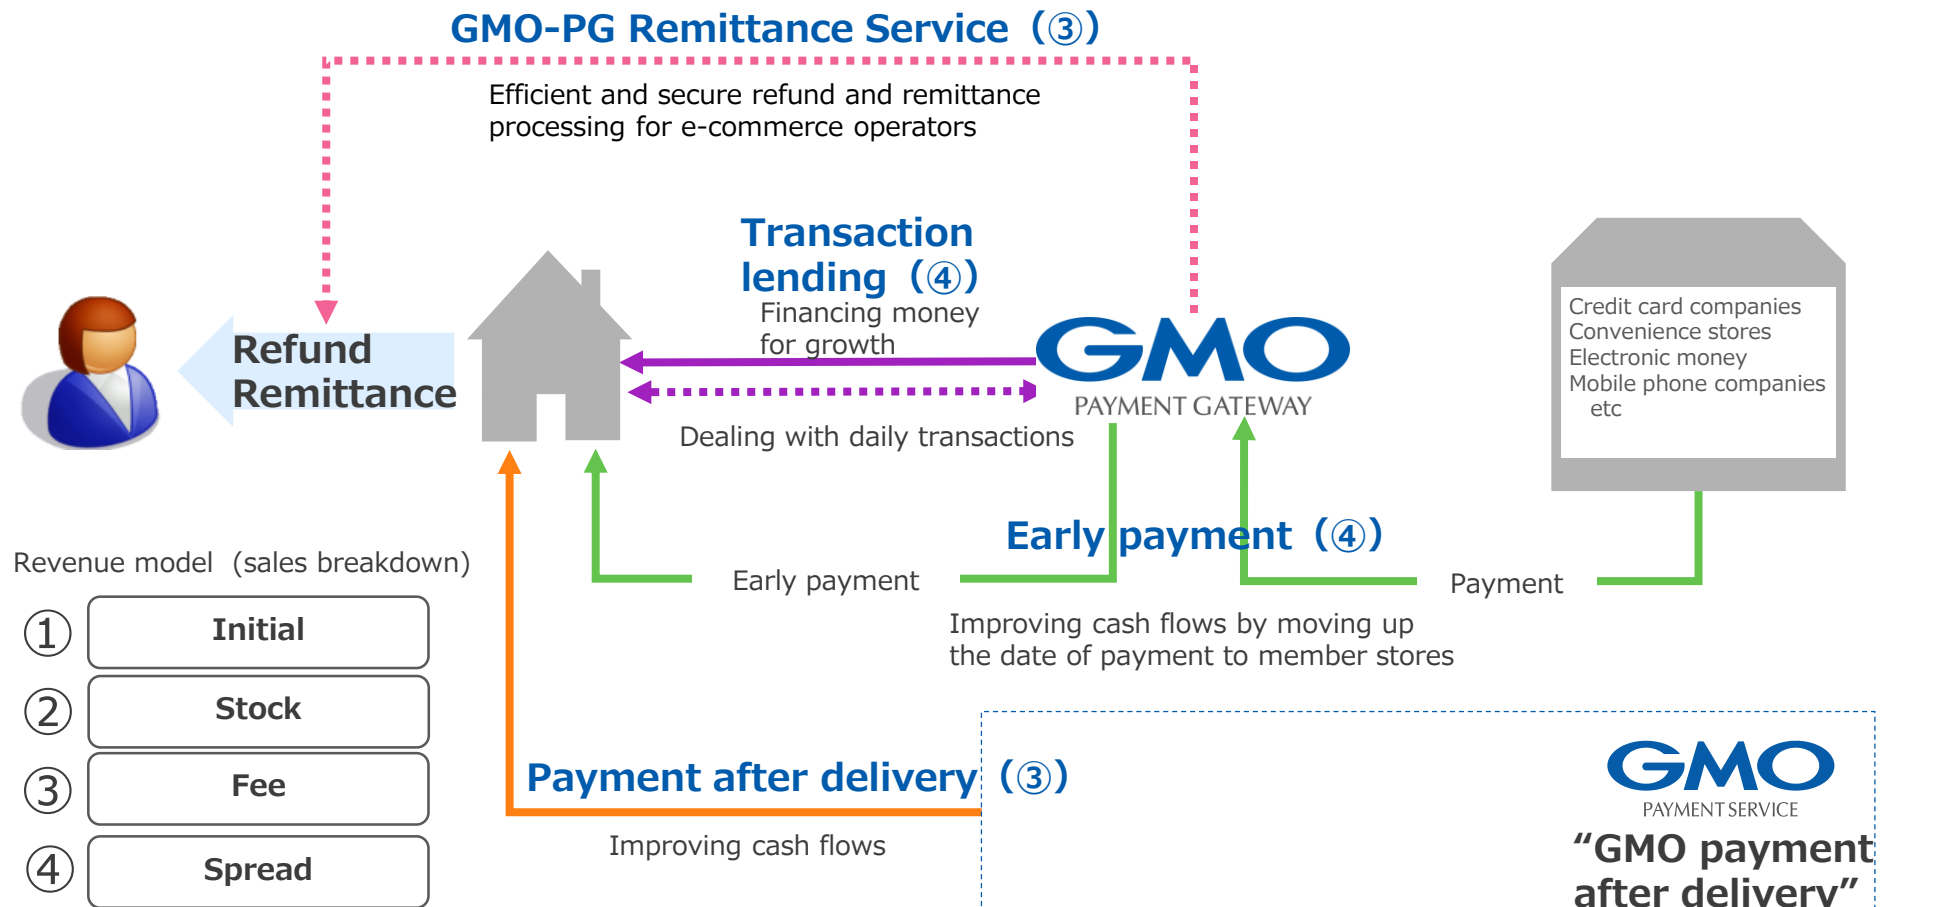 GMO-PG Remittance Service（③）
Efficient and secure refund and remittance
processing for e-commerce operators
Transaction
lending（④）
Financing money
for growth
Refund
Remittance
GMO
PAYMENT GATEWAY
Dealing with daily transactions
Credit card companies
Convenience stores
Electronic money
Mobile phone companies
etc
Early payment（④）
Early payment
Payment
Improving cash flows by moving up
the date of payment to member stores
Revenue model (sales breakdown)
① Initial
② Stock
③ Fee
④ Spread
Payment after delivery（③）
Improving cash flows
GMO
PAYMENT SERVICE
“GMO payment
after delivery”